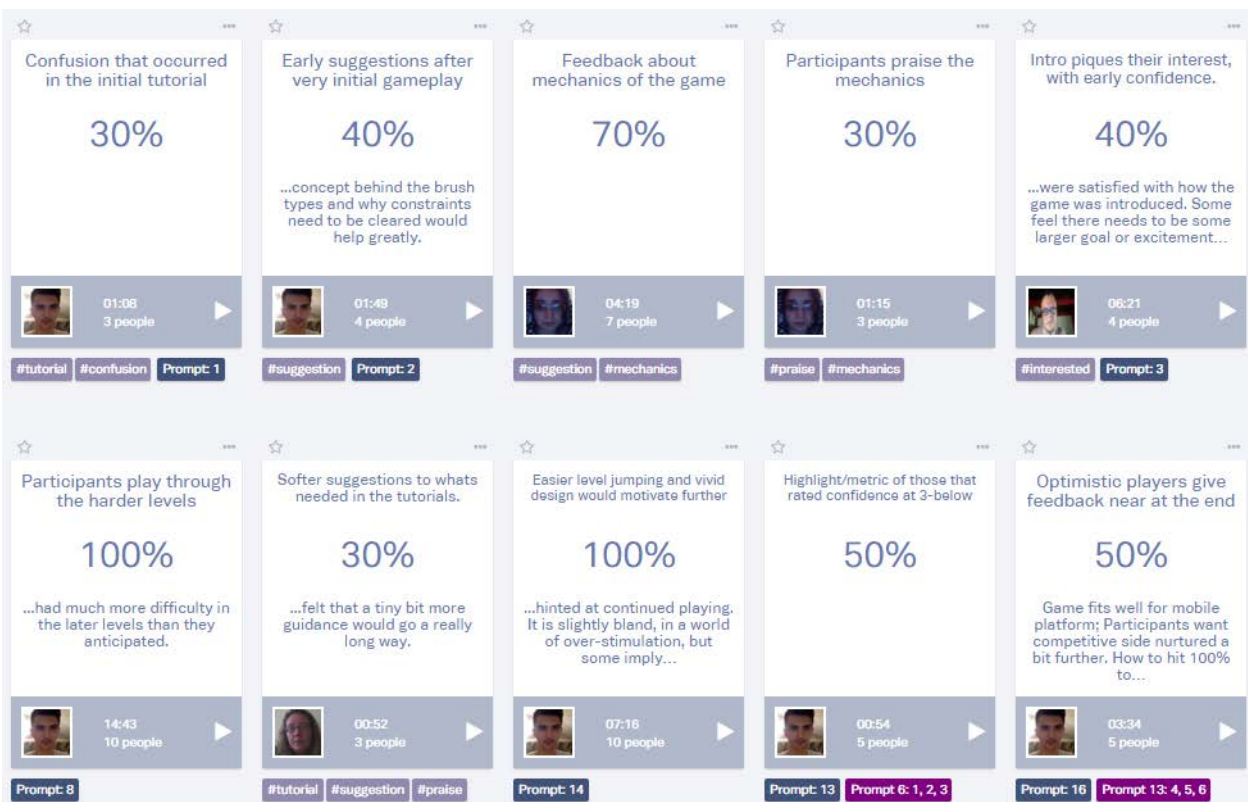 Confusion that occurred
in the initial tutorial
30%
01:08
3 people
#tutorial #confusion Prompt: 1
Early suggestions after
very initial gameplay
40%
...concept behind the brush
types and why constraints
need to be cleared would
help greatly.
01:49
4 people
#suggestion Prompt: 2
Feedback about
mechanics of the game
70%
04:19
7 people
#suggestion #mechanics
Participants praise the
mechanics
30%
01:15
3 people
#praise #mechanics
Intro piques their interest,
with early confidence.
40%
...were satisfied with how the
game was introduced. Some
feel there needs to be some
larger goal or excitement...
06:21
4 people
#interested Prompt: 3
Participants play through
the harder levels
100%
...had much more difficulty in
the later levels than they
anticipated.
14:43
10 people
Prompt: 8
Softer suggestions to whats
needed in the tutorials.
30%
...felt that a tiny bit more
guidance would go a really
long way.
00:52
3 people
#tutorial #suggestion #praise
Easier level jumping and vivid
design would motivate further
100%
...hinted at continued playing.
It is slightly bland, in a world
of over-stimulation, but
some imply...
07:16
10 people
Prompt: 14
Highlight/metric of those that
rated confidence at 3-below
50%
00:54
5 people
Prompt: 13 Prompt 6: 1, 2, 3
Optimistic players give
feedback near at the end
50%
Game fits well for mobile
platform; Participants want
competitive side nurtured a
bit further. How to hit 100%
to...
03:34
5 people
Prompt: 16 Prompt 13: 4, 5, 6